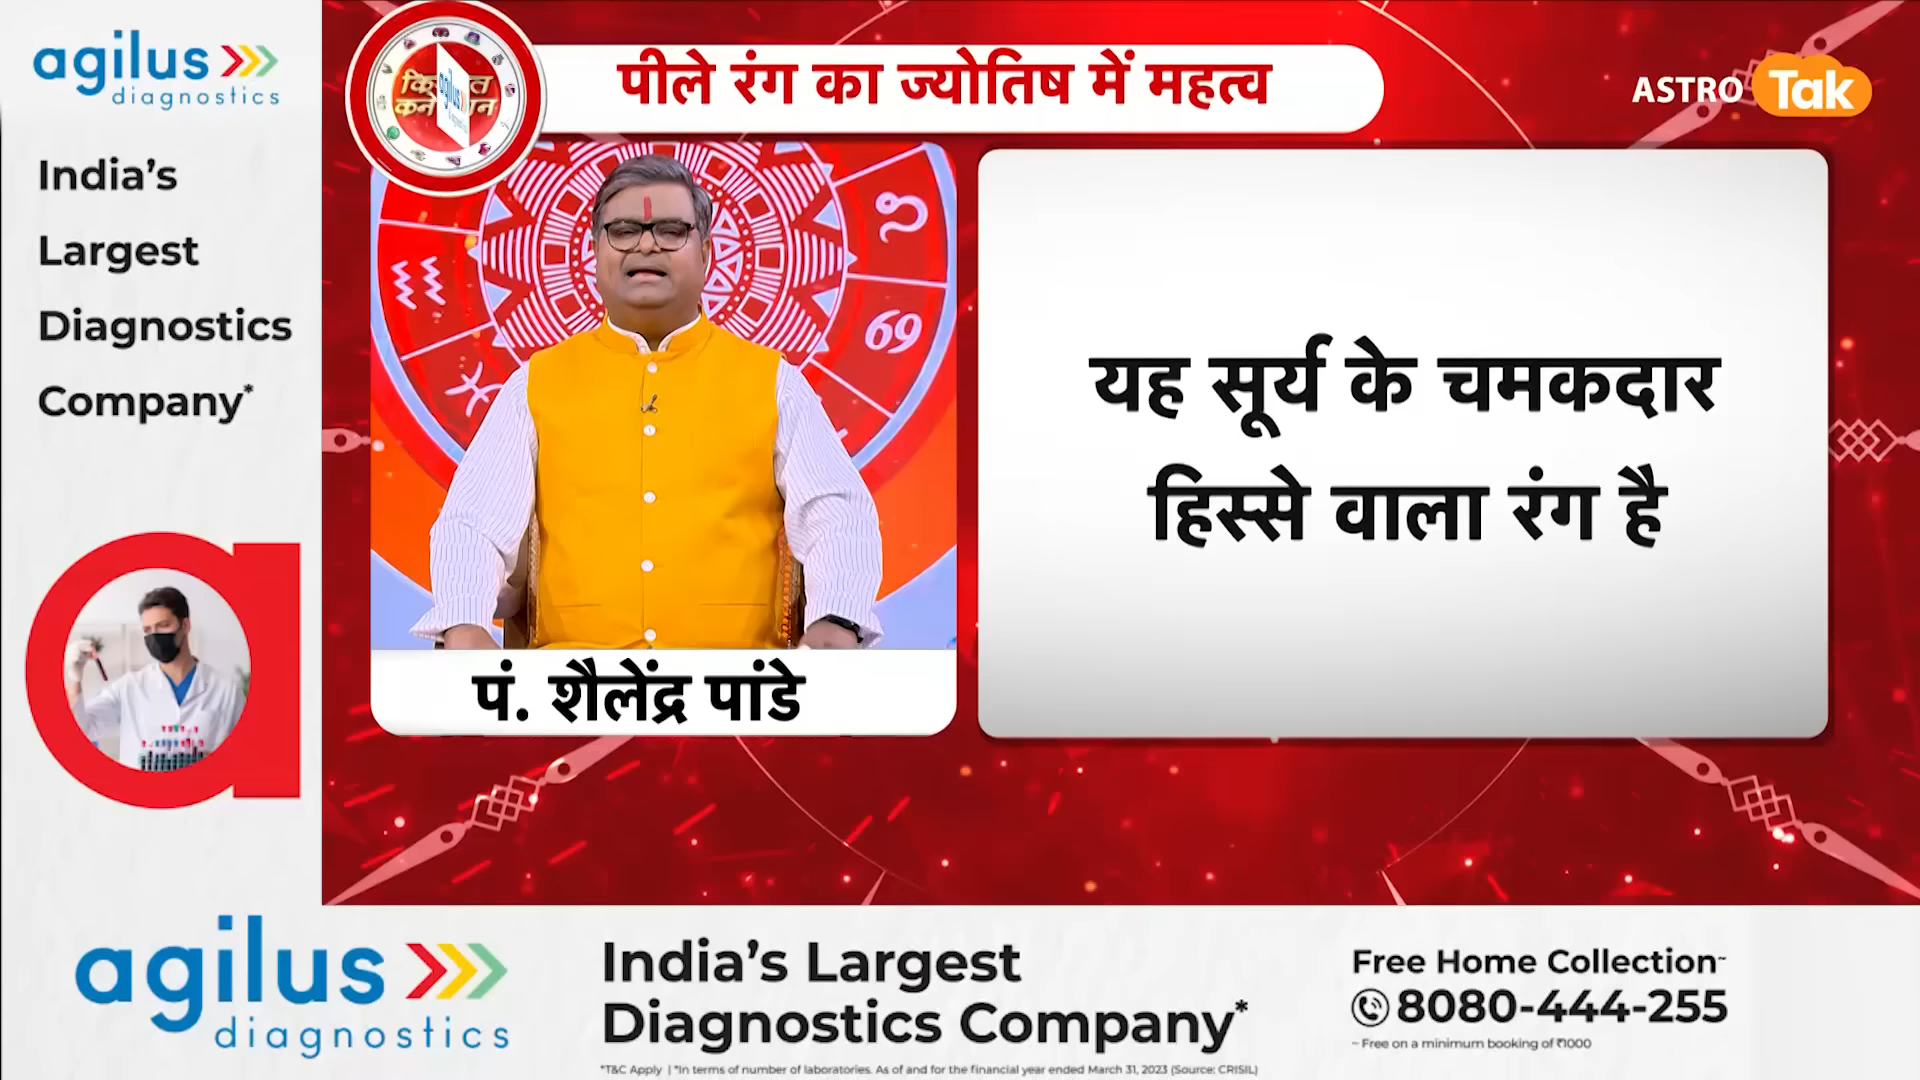 agilus
diagnostics
India's
Largest
Diagnostics
Company*
पीले रंग का ज्योतिष में महत्व
ASTRO Tak
यह सूर्य के चमकदार
हिस्से वाला रंग है
पं. शैलेंद्र पांडे
agilus
diagnostics
India's Largest
Diagnostics Company*
*T&C Apply | *In terms of number of laboratories. As of and for the financial year ended March 31, 2023 (Source: CRISIL)
Free Home Collection~
8080-444-255
~ Free on a minimum booking of ₹1000